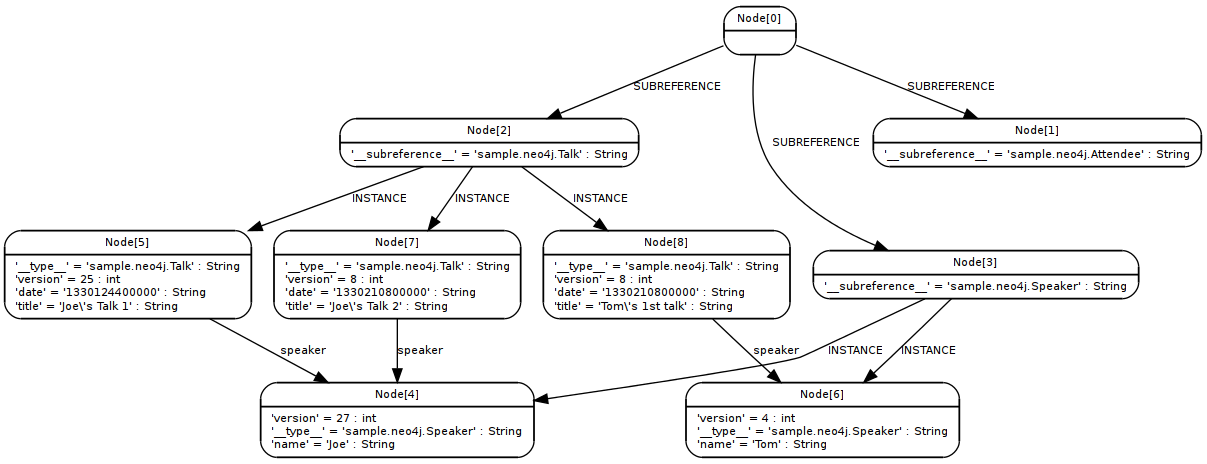 Node[0]
SUBREFERENCE
SUBREFERENCE
SUBREFERENCE
Node[2]
'__subreference__' = 'sample.neo4j.Talk' : String
Node[1]
'__subreference__' = 'sample.neo4j.Attendee' : String
INSTANCE
INSTANCE
INSTANCE
Node[5]
'__type__' = 'sample.neo4j.Talk' : String
'version' = 25 : int
'date' = '1330124400000' : String
'title' = 'Joe\'s Talk 1' : String
Node[7]
'__type__' = 'sample.neo4j.Talk' : String
'version' = 8 : int
'date' = '1330210800000' : String
'title' = 'Joe\'s Talk 2' : String
Node[8]
'__type__' = 'sample.neo4j.Talk' : String
'version' = 8 : int
'date' = '1330210800000' : String
'title' = 'Tom\'s 1st talk' : String
Node[3]
'__subreference__' = 'sample.neo4j.Speaker' : String
speaker
speaker
speaker
INSTANCE
INSTANCE
Node[4]
'version' = 27 : int
'__type__' = 'sample.neo4j.Speaker' : String
'name' = 'Joe' : String
Node[6]
'version' = 4 : int
'__type__' = 'sample.neo4j.Speaker' : String
'name' = 'Tom' : String